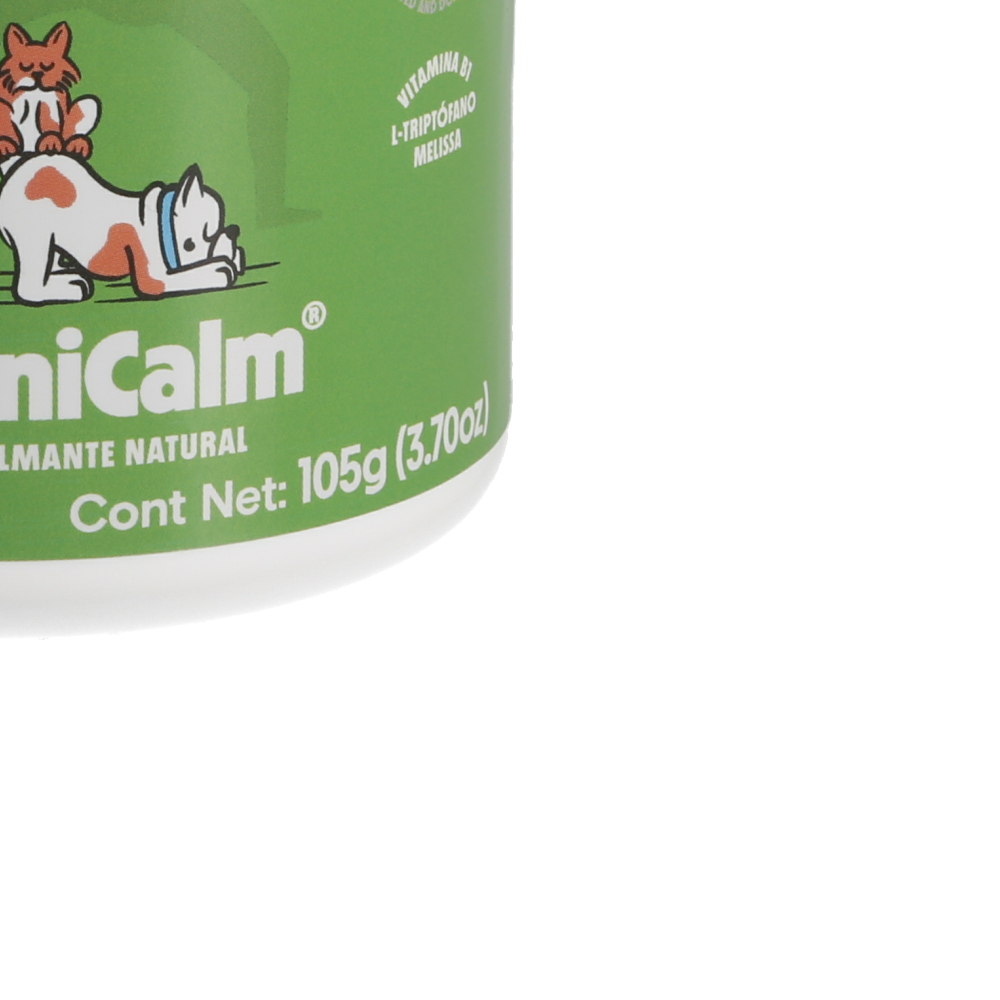 VITAMINA B1
L-TRIPTÓFANO
MELISSA
niCalm®
LMANTE NATURAL
Cont Net: 105g (3.70oz)